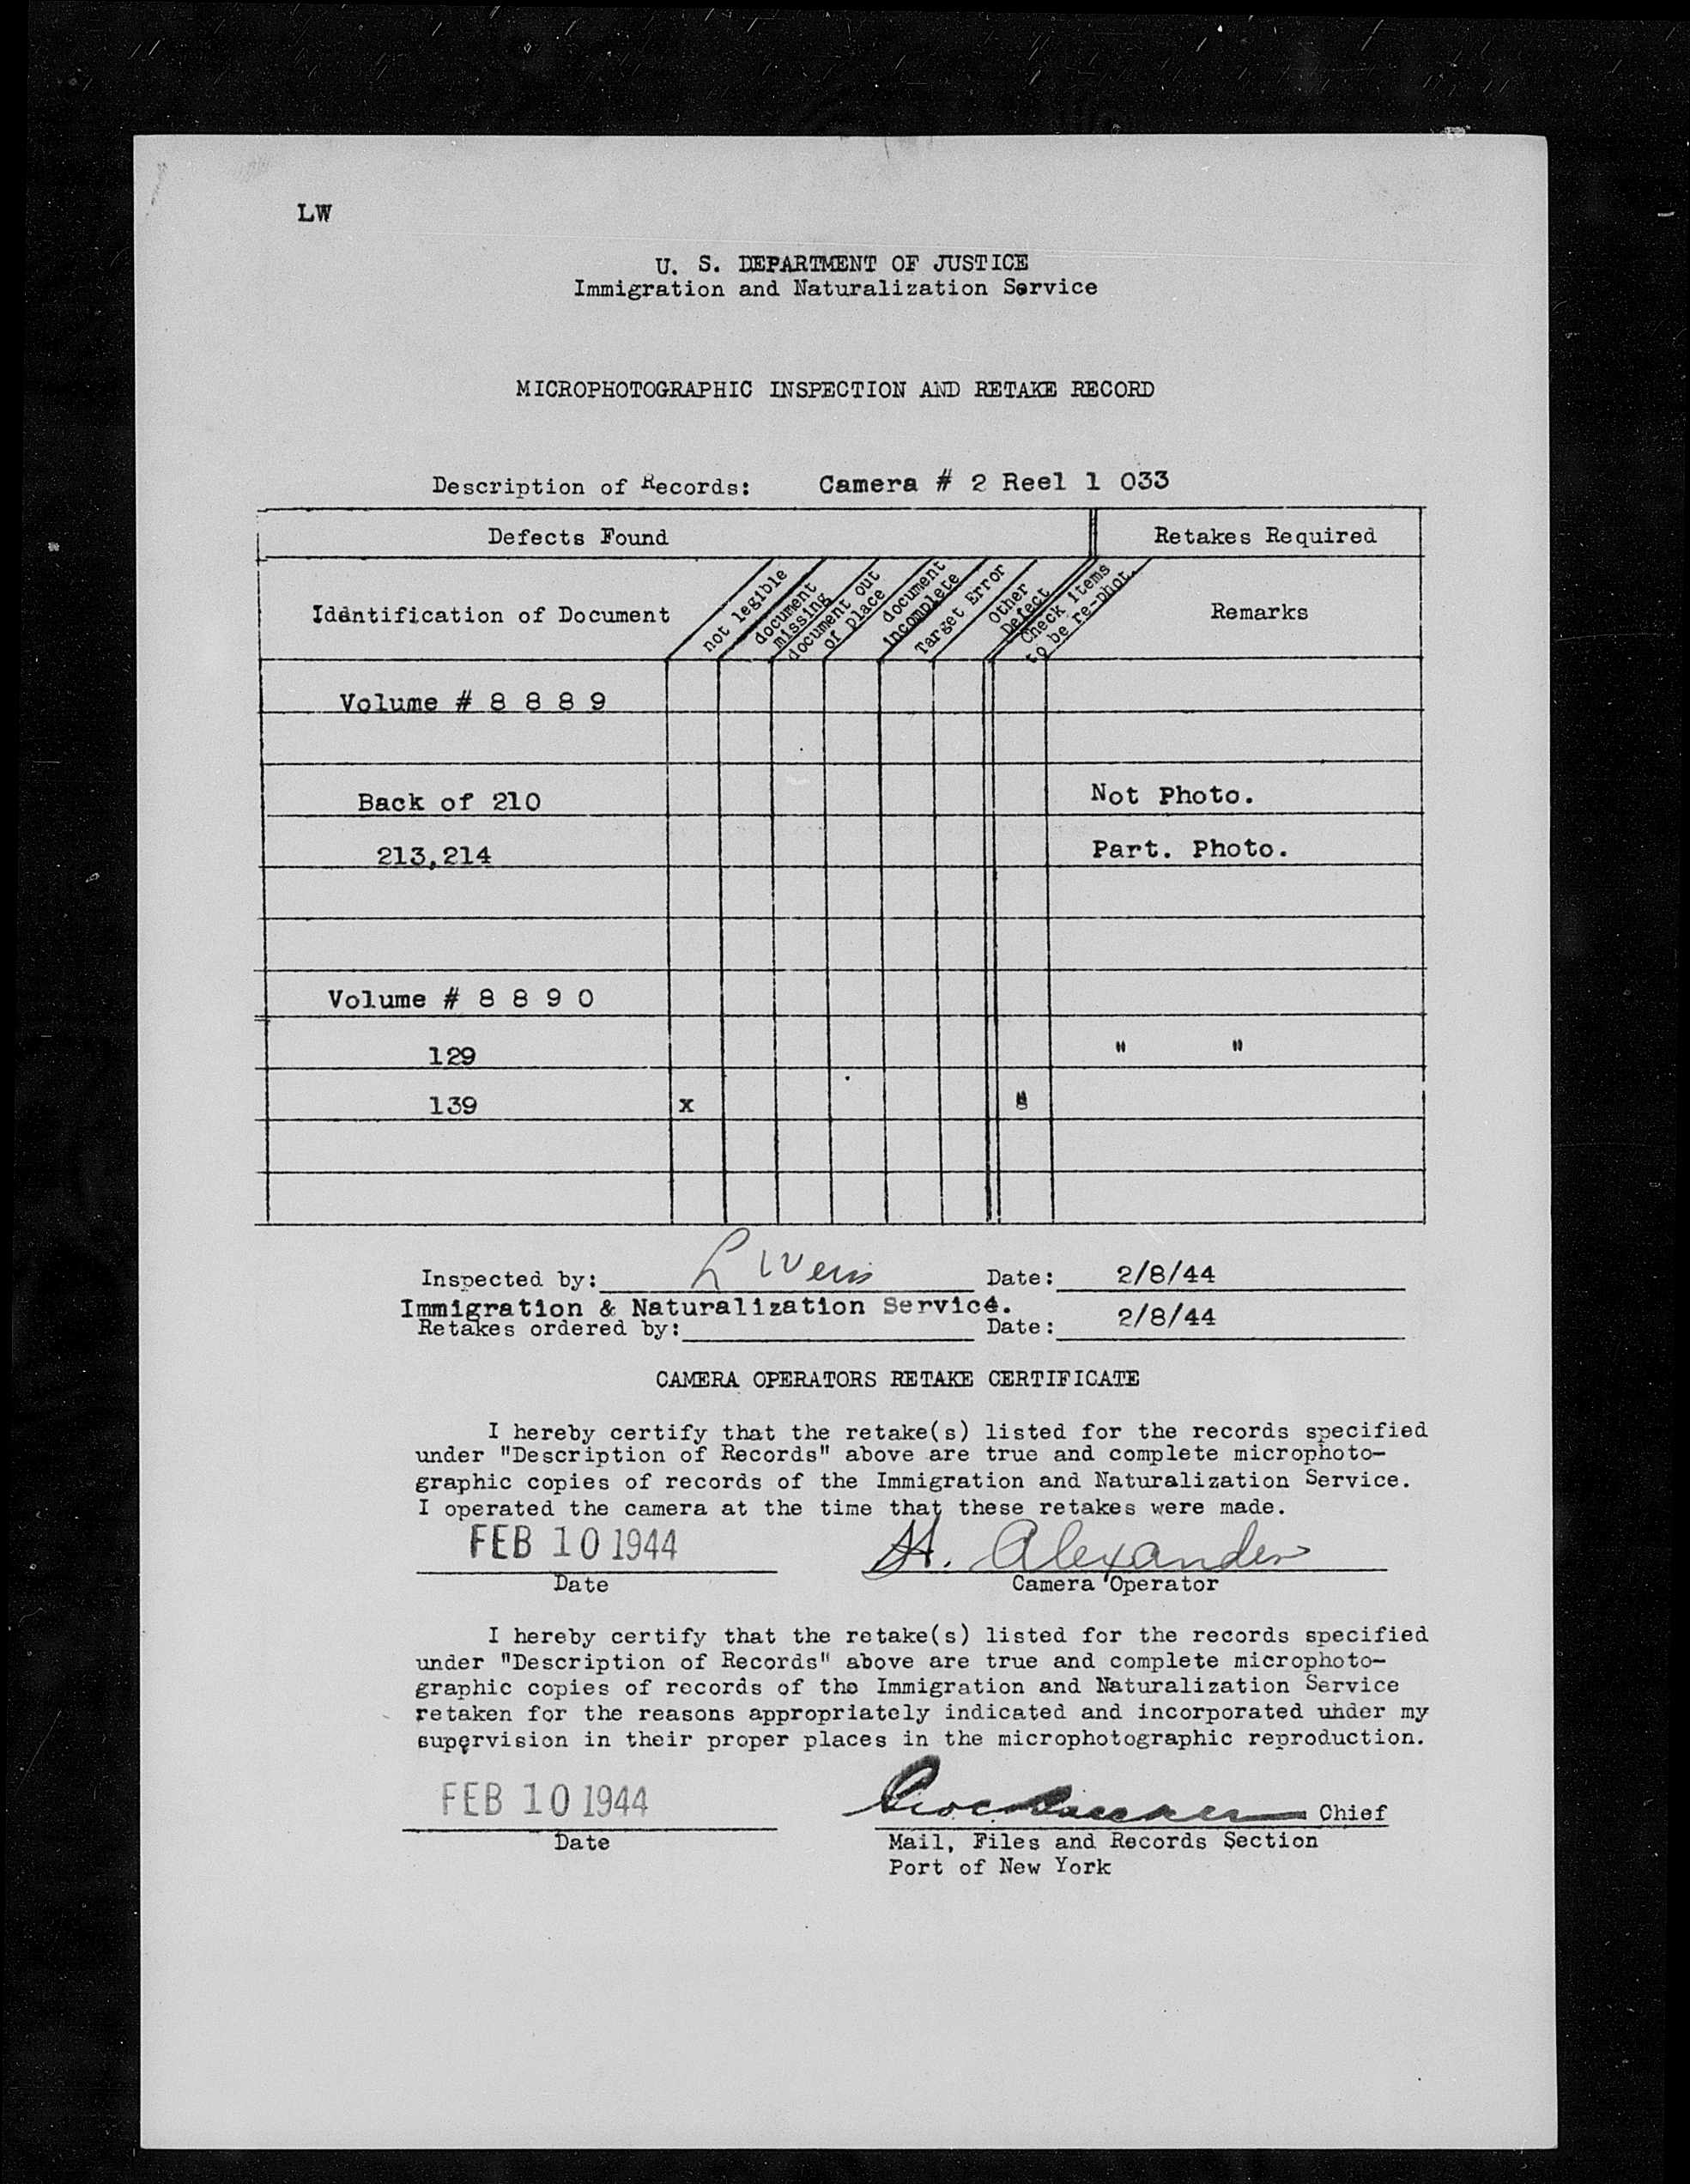 LW
U. S. DEPARTMENT OF JUSTICE
Immigration and Naturalization Service
MICROPHOTOGRAPHIC INSPECTION AND RETAKE RECORD
Description of Records: Camera # 2 Reel 1 033
Defects Found Retakes Required
Identification of Document
not legible
document missing
document out of place
document incomplete
Target Error
Other Defect
Check items to be re-phot.
Remarks
Volume # 8 8 8 9
Back of 210 Not Photo.
213,214 Part. Photo.
Volume # 8 8 9 0
129 " "
139 x
Inspected by: L Weis Date: 2/8/44
Immigration & Naturalization Service.
Retakes ordered by: Date: 2/8/44
CAMERA OPERATORS RETAKE CERTIFICATE
I hereby certify that the retake(s) listed for the records specified
under "Description of Records" above are true and complete microphoto-
graphic copies of records of the Immigration and Naturalization Service.
I operated the camera at the time that these retakes were made.
FEB 10 1944 H. Alexander
Date Camera Operator
I hereby certify that the retake(s) listed for the records specified
under "Description of Records" above are true and complete microphoto-
graphic copies of records of the Immigration and Naturalization Service
retaken for the reasons appropriately indicated and incorporated under my
supervision in their proper places in the microphotographic reproduction.
FEB 10 1944 Chief
Date Mail, Files and Records Section
Port of New York